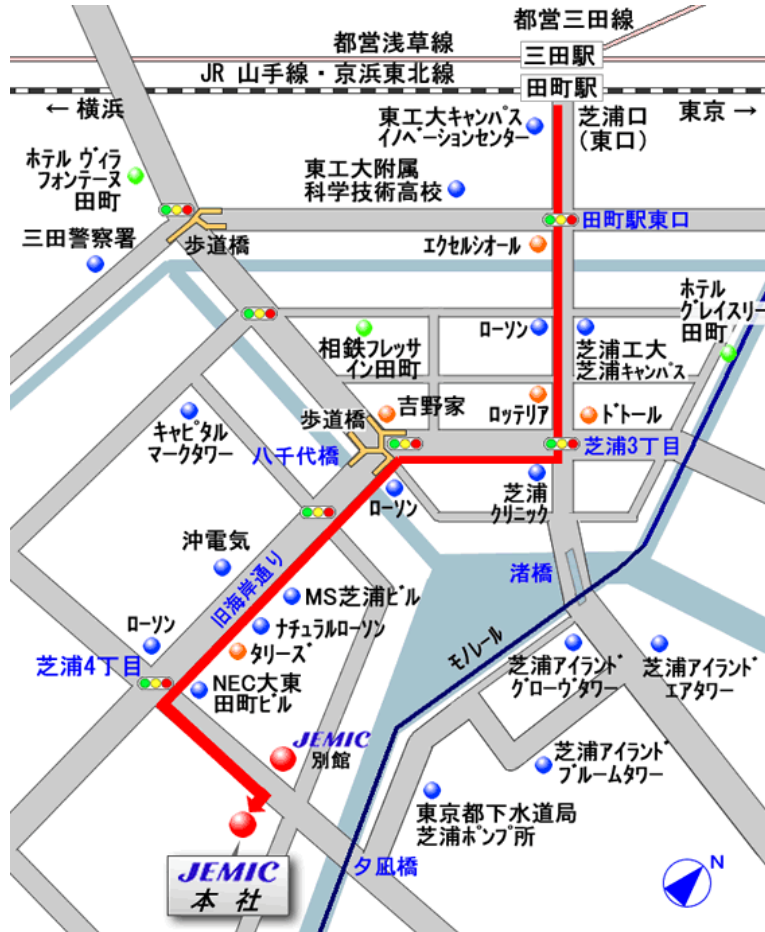 都営三田線
都営浅草線
三田駅
JR 山手線・京浜東北線
田町駅
← 横浜
東京 →
東工大キャンパス
イノベーションセンター
芝浦口
(東口)
ホテル ヴィラ
フォンテーヌ
田町
東工大附属
科学技術高校
田町駅東口
三田警察署
歩道橋
エクセルシオール
ホテル
グレイスリー
田町
相鉄フレッサ
イン田町
ローソン
芝浦工大
芝浦キャンパス
キャピタル
マークタワー
歩道橋
吉野家
ロッテリア
ドトール
八千代橋
芝浦3丁目
ローソン
芝浦
クリニック
沖電気
旧海岸通り
渚橋
MS芝浦ビル
ローソン
ナチュラルローソン
タリーズ
モノレール
芝浦アイランド
グローヴタワー
芝浦アイランド
エアタワー
芝浦4丁目
NEC大東
田町ビル
JEMIC
別館
芝浦アイランド
ブルームタワー
東京都下水道局
芝浦ポンプ所
JEMIC
本 社
夕凪橋
N